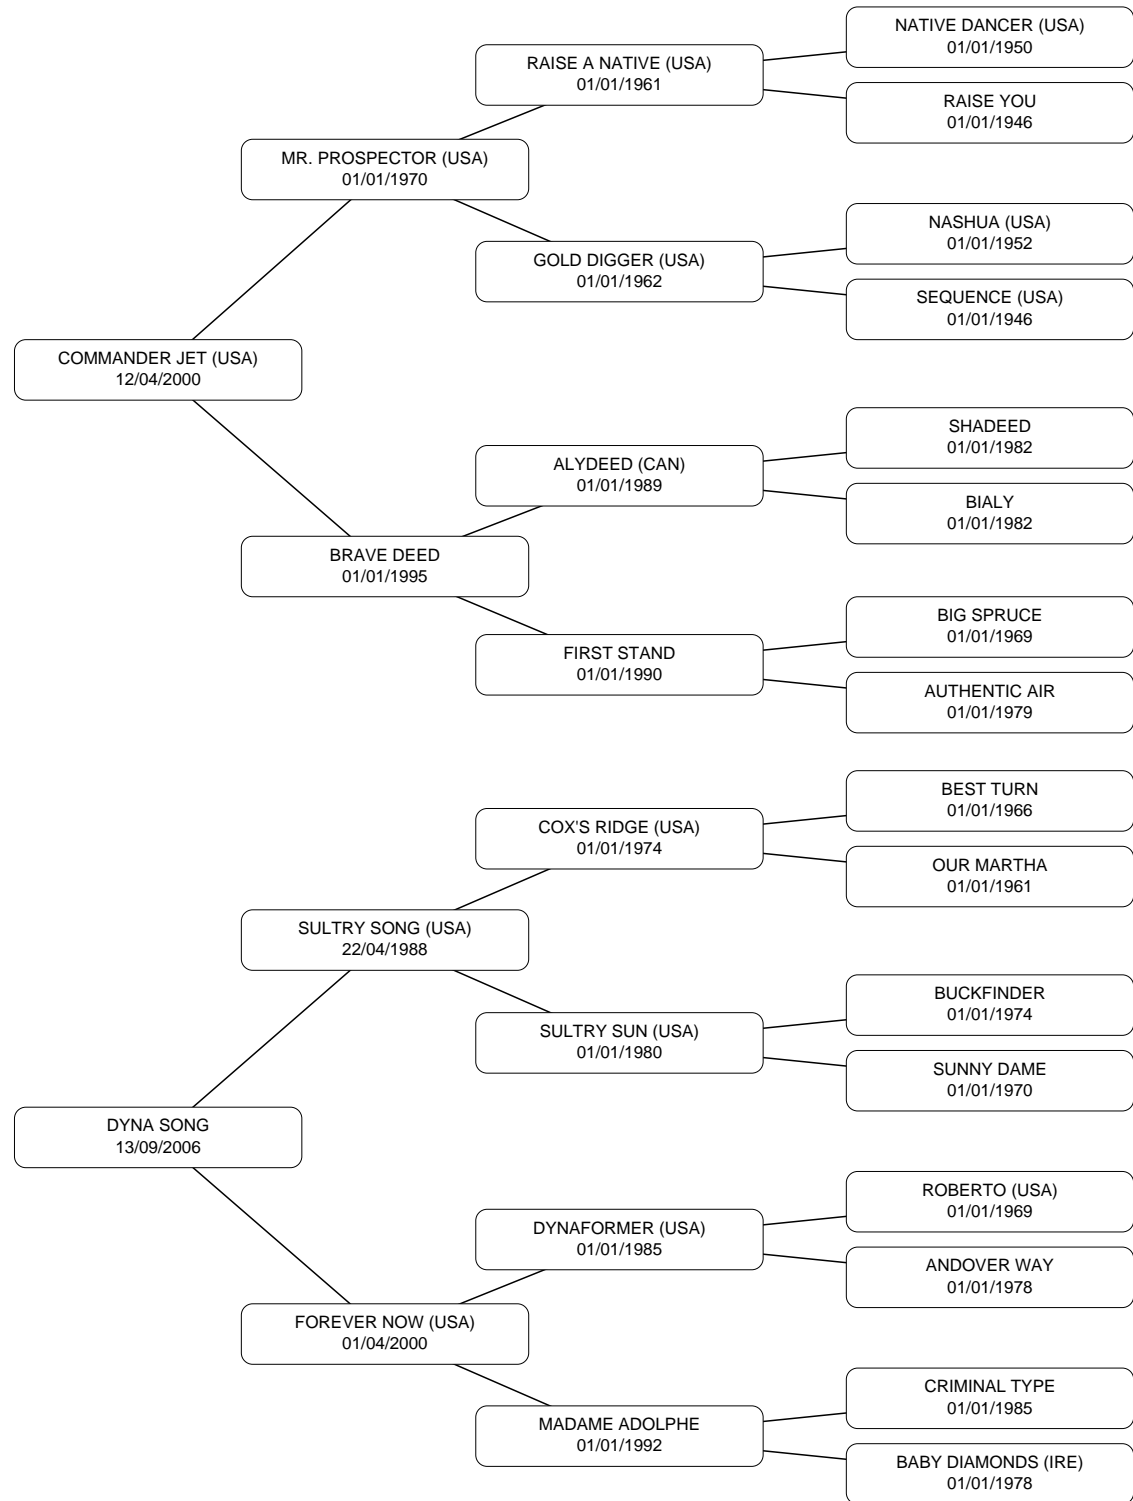 NATIVE DANCER (USA)
01/01/1950
RAISE A NATIVE (USA)
01/01/1961
RAISE YOU
01/01/1946
MR. PROSPECTOR (USA)
01/01/1970
NASHUA (USA)
01/01/1952
GOLD DIGGER (USA)
01/01/1962
SEQUENCE (USA)
01/01/1946
COMMANDER JET (USA)
12/04/2000
SHADEED
01/01/1982
ALYDEED (CAN)
01/01/1989
BIALY
01/01/1982
BRAVE DEED
01/01/1995
BIG SPRUCE
01/01/1969
FIRST STAND
01/01/1990
AUTHENTIC AIR
01/01/1979
BEST TURN
01/01/1966
COX'S RIDGE (USA)
01/01/1974
OUR MARTHA
01/01/1961
SULTRY SONG (USA)
22/04/1988
BUCKFINDER
01/01/1974
SULTRY SUN (USA)
01/01/1980
SUNNY DAME
01/01/1970
DYNA SONG
13/09/2006
ROBERTO (USA)
01/01/1969
DYNAFORMER (USA)
01/01/1985
ANDOVER WAY
01/01/1978
FOREVER NOW (USA)
01/04/2000
CRIMINAL TYPE
01/01/1985
MADAME ADOLPHE
01/01/1992
BABY DIAMONDS (IRE)
01/01/1978